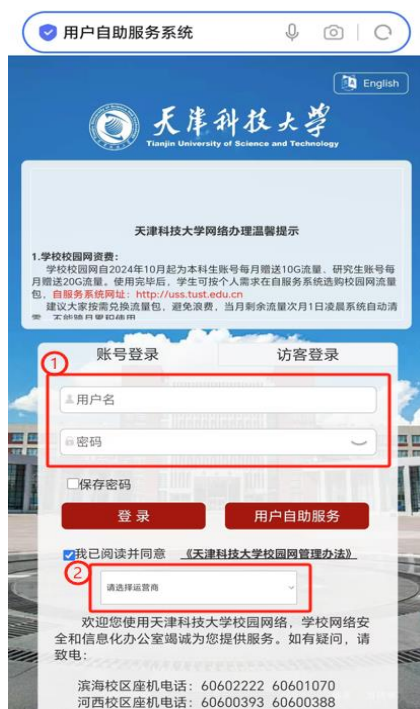 用户自助服务系统
English
天津科技大学
Tianjin University of Science and Technology
天津科技大学网络办理温馨提示
1.学校校园网资费：
学校校园网自2024年10月起为本科生账号每月赠送10G流量、研究生账号每
月赠送20G流量。使用完毕后，学生可按个人需求在自服务系统选购校园网流量
包，自服务系统网址：http://uss.tust.edu.cn
建议大家按需兑换流量包，避免浪费，当月剩余流量次月1日凌晨系统自动清
零，不能跨月累积使用
账号登录
访客登录
1
用户名
密码
保存密码
登 录
用户自助服务
我已阅读并同意 《天津科技大学校园网管理办法》
2
请选择运营商
欢迎您使用天津科技大学校园网络，学校网络安
全和信息化办公室竭诚为您提供服务。如有疑问，请
致电：
滨海校区座机电话：60602222 60601070
河西校区座机电话：60600393 60600388